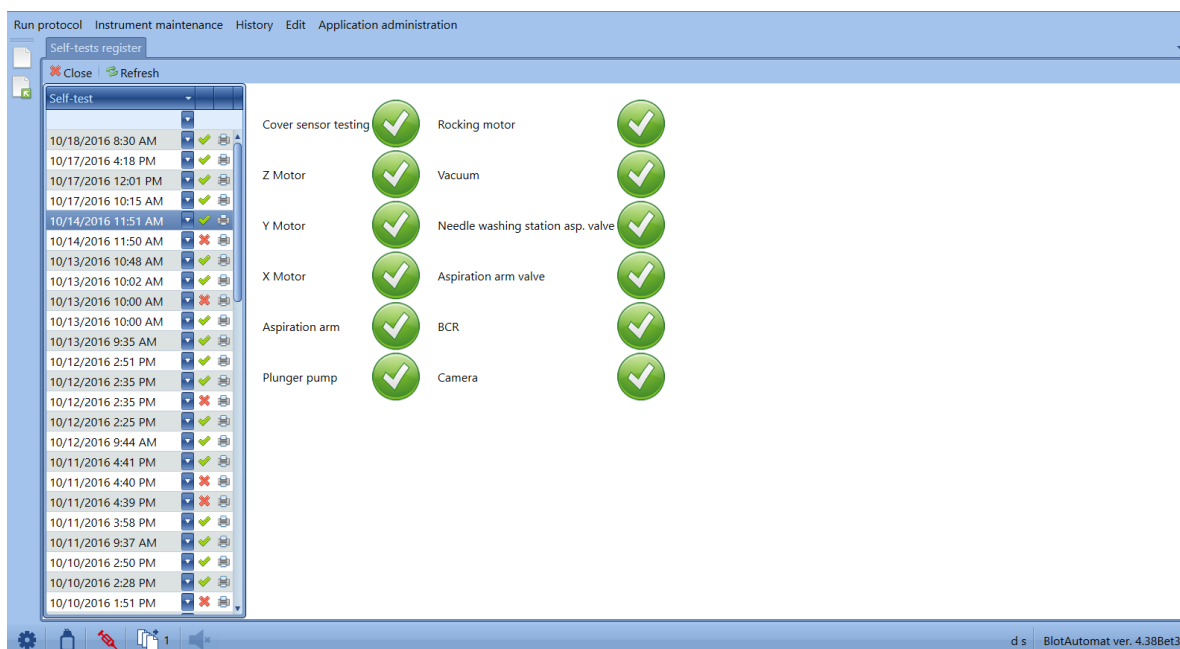 Run protocol Instrument maintenance History Edit Application administration
Self-tests register
Close Refresh
Self-test
10/18/2016 8:30 AM
10/17/2016 4:18 PM
10/17/2016 12:01 PM
10/17/2016 10:15 AM
10/14/2016 11:51 AM
10/14/2016 11:50 AM
10/13/2016 10:48 AM
10/13/2016 10:02 AM
10/13/2016 10:00 AM
10/13/2016 10:00 AM
10/13/2016 9:35 AM
10/12/2016 2:51 PM
10/12/2016 2:35 PM
10/12/2016 2:35 PM
10/12/2016 2:25 PM
10/12/2016 9:44 AM
10/11/2016 4:41 PM
10/11/2016 4:40 PM
10/11/2016 4:39 PM
10/11/2016 3:58 PM
10/11/2016 9:37 AM
10/10/2016 2:50 PM
10/10/2016 2:28 PM
10/10/2016 1:51 PM
Cover sensor testing Rocking motor
Z Motor Vacuum
Y Motor Needle washing station asp. valve
X Motor Aspiration arm valve
Aspiration arm BCR
Plunger pump Camera
1 d s BlotAutomat ver. 4.38Bet3